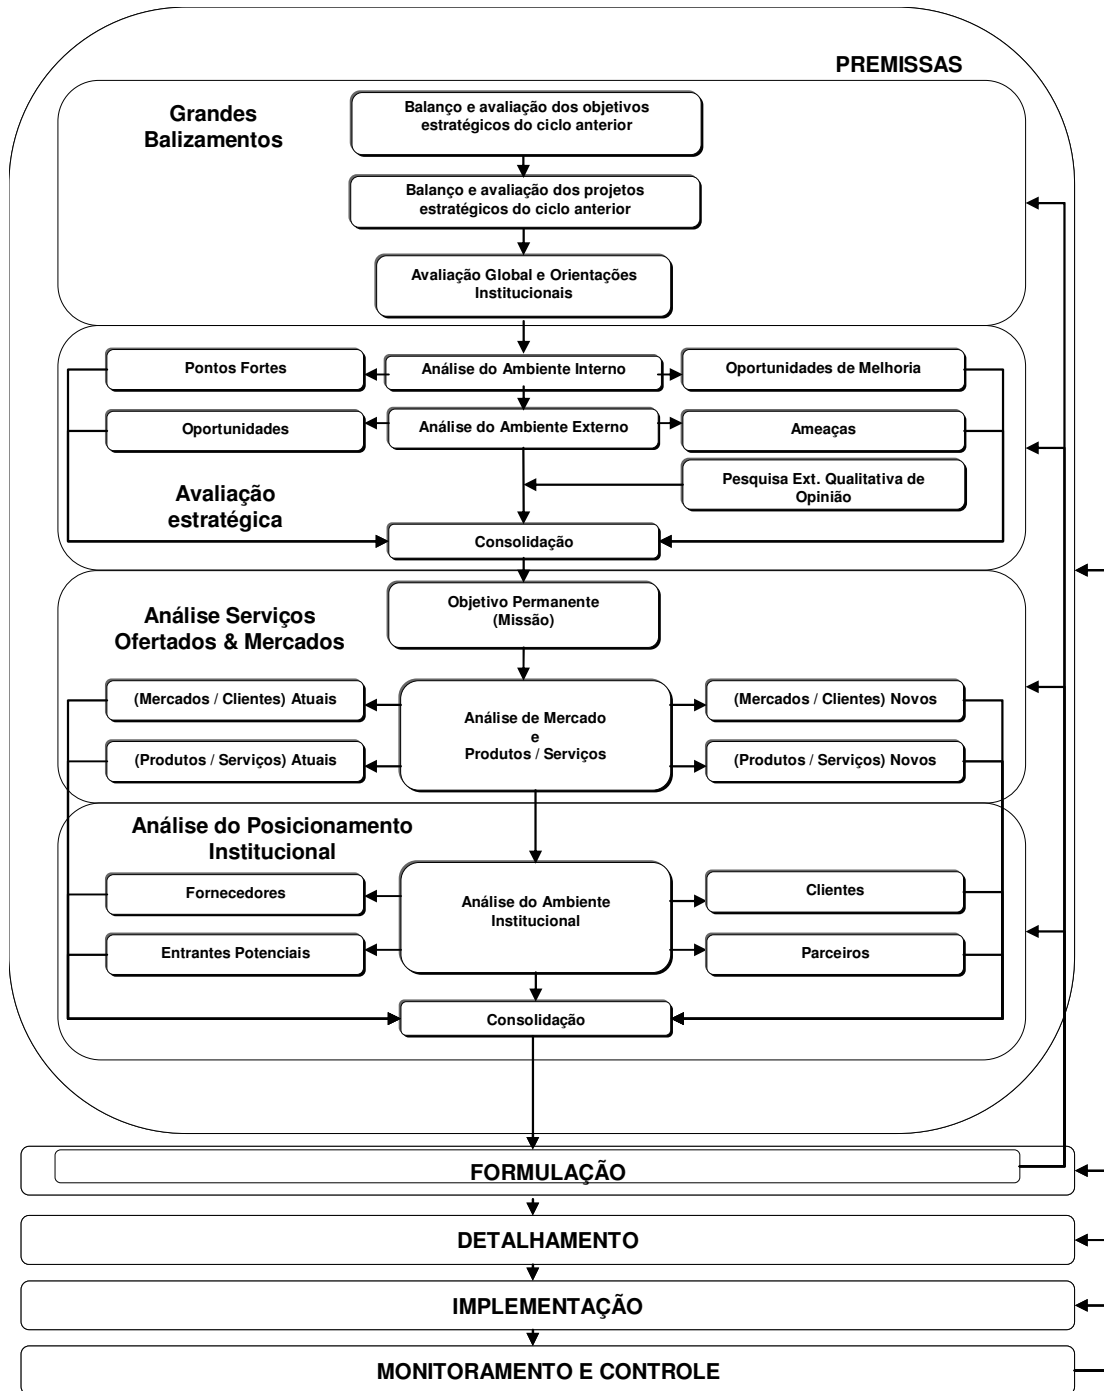 PREMISSAS
Grandes
Balizamentos
Balanço e avaliação dos objetivos
estratégicos do ciclo anterior
Balanço e avaliação dos projetos
estratégicos do ciclo anterior
Avaliação Global e Orientações
Institucionais
Pontos Fortes
Análise do Ambiente Interno
Oportunidades de Melhoria
Oportunidades
Análise do Ambiente Externo
Ameaças
Pesquisa Ext. Qualitativa de
Opinião
Avaliação
estratégica
Consolidação
Objetivo Permanente
(Missão)
Análise Serviços
Ofertados & Mercados
(Mercados / Clientes) Atuais
Análise de Mercado
e
Produtos / Serviços
(Mercados / Clientes) Novos
(Produtos / Serviços) Atuais
(Produtos / Serviços) Novos
Análise do Posicionamento
Institucional
Fornecedores
Análise do Ambiente
Institucional
Clientes
Entrantes Potenciais
Parceiros
Consolidação
FORMULAÇÃO
DETALHAMENTO
IMPLEMENTAÇÃO
MONITORAMENTO E CONTROLE